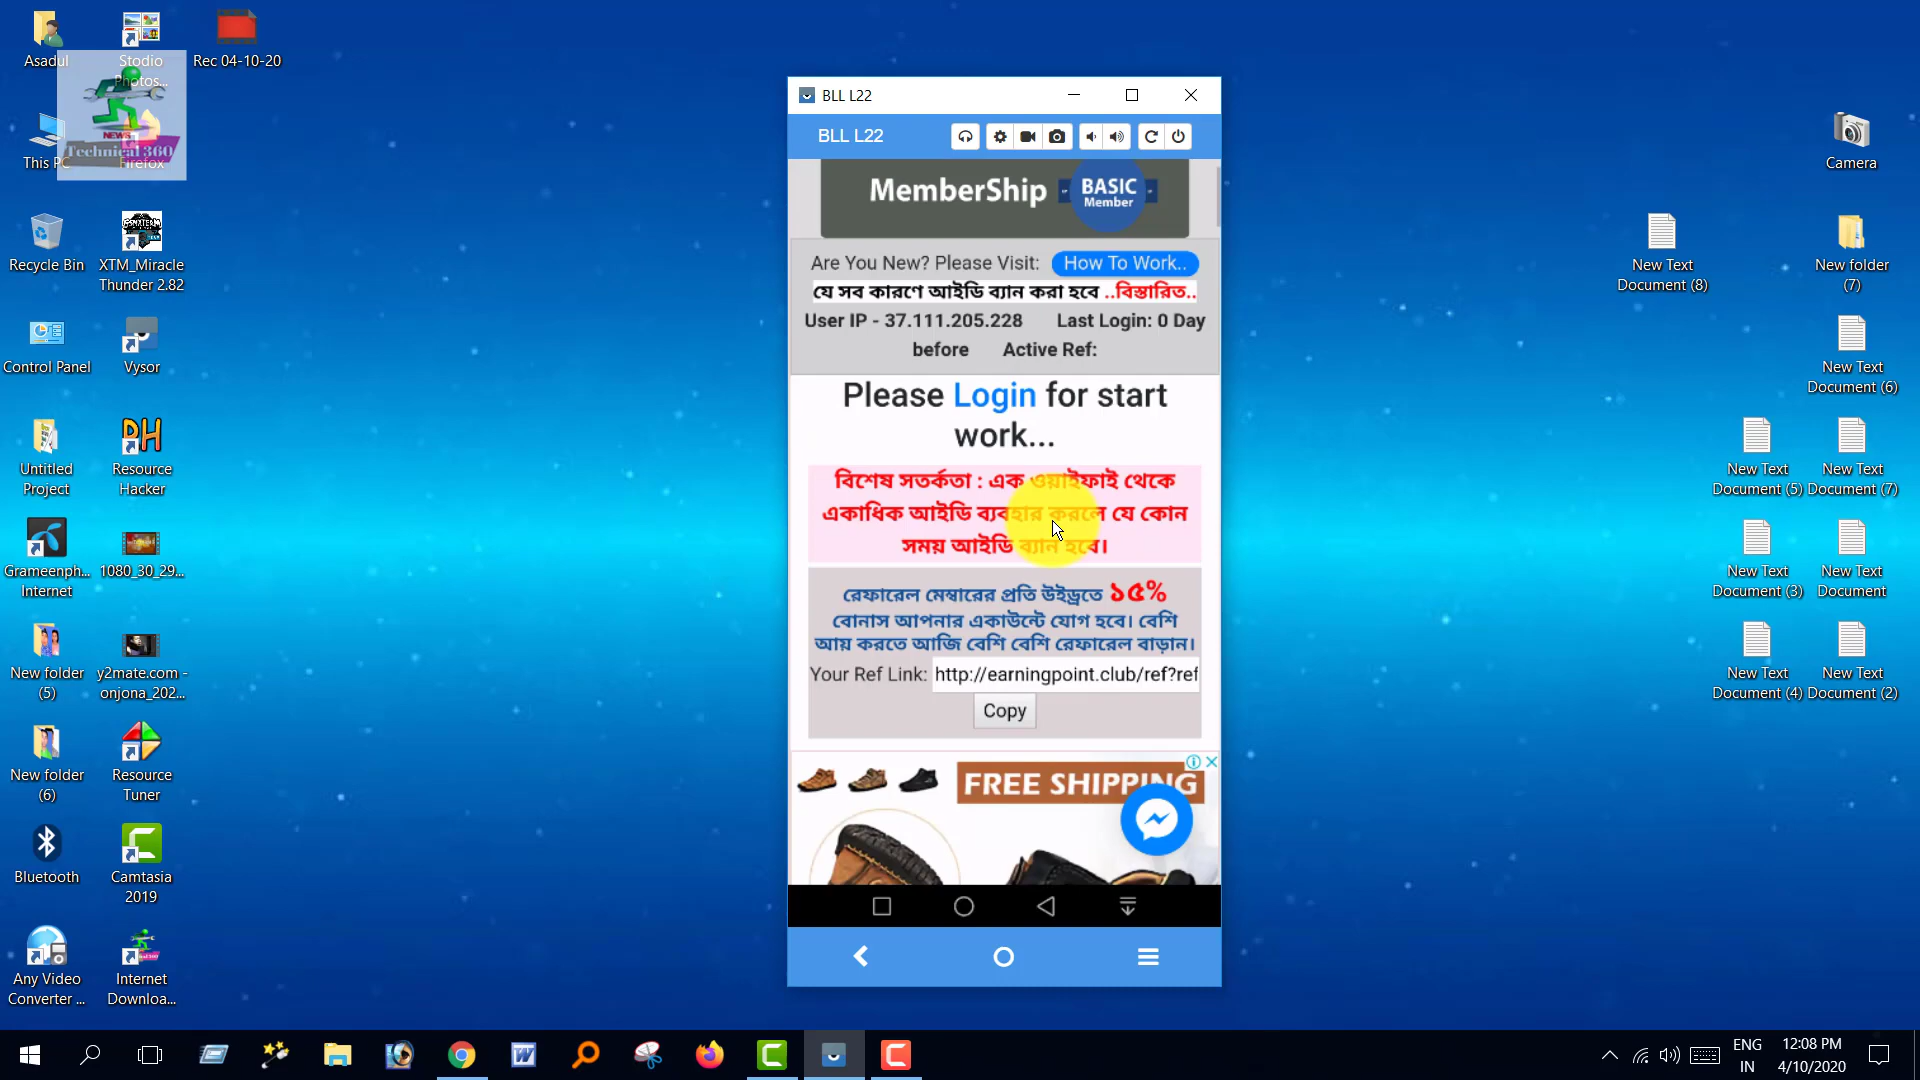 Asadul
Stodio
Photos...
Rec 04-10-20
NEWS
Technical 360
This PC
Firefox
Recycle Bin
XTM_Miracle
Thunder 2.82
Control Panel
Vysor
Untitled
Project
Resource
Hacker
Grameenph...
Internet
1080_30_29...
New folder
(5)
y2mate.com -
onjona_202...
New folder
(6)
Resource
Tuner
Bluetooth
Camtasia
2019
Any Video
Converter ...
Internet
Downloa...
BLL L22
BLL L22
MemberShip
BASIC
Member
Are You New? Please Visit: How To Work..
যে সব কারণে আইডি ব্যান করা হবে ..বিস্তারিত..
User IP - 37.111.205.228 Last Login: 0 Day
before Active Ref:
Please Login for start
work...
বিশেষ সতর্কতা : এক ওয়াইফাই থেকে
একাধিক আইডি ব্যবহার করলে যে কোন
সময় আইডি ব্যান হবে।
রেফারেল মেম্বারের প্রতি উইড্রতে ১৫%
বোনাস আপনার একাউন্টে যোগ হবে। বেশি
আয় করতে আজি বেশি বেশি রেফারেল বাড়ান।
Your Ref Link: http://earningpoint.club/ref?ref
Copy
FREE SHIPPING
Camera
New Text
Document (8)
New folder
(7)
New Text
Document (6)
New Text
Document (5)
New Text
Document (7)
New Text
Document (3)
New Text
Document
New Text
Document (4)
New Text
Document (2)
ENG
IN
12:08 PM
4/10/2020